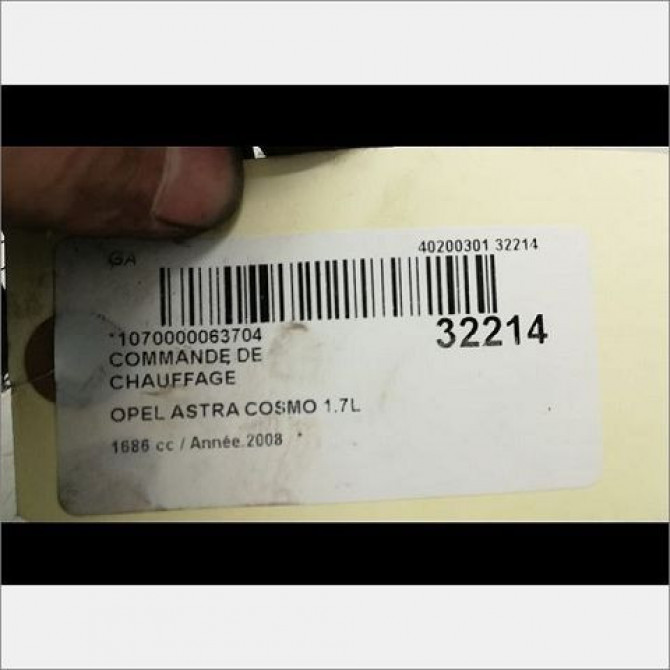 GA
40200301 32214
*1070000063704
32214
COMMANDE DE
CHAUFFAGE
OPEL ASTRA COSMO 1.7L
1686 cc / Année 2008 *